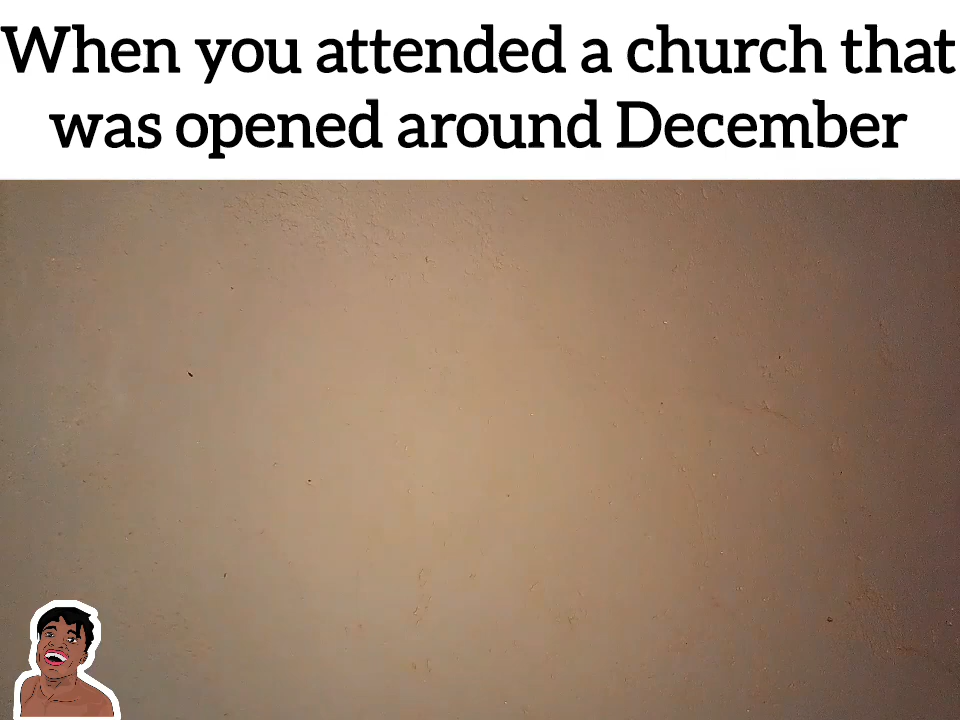 When you attended a church that
was opened around December